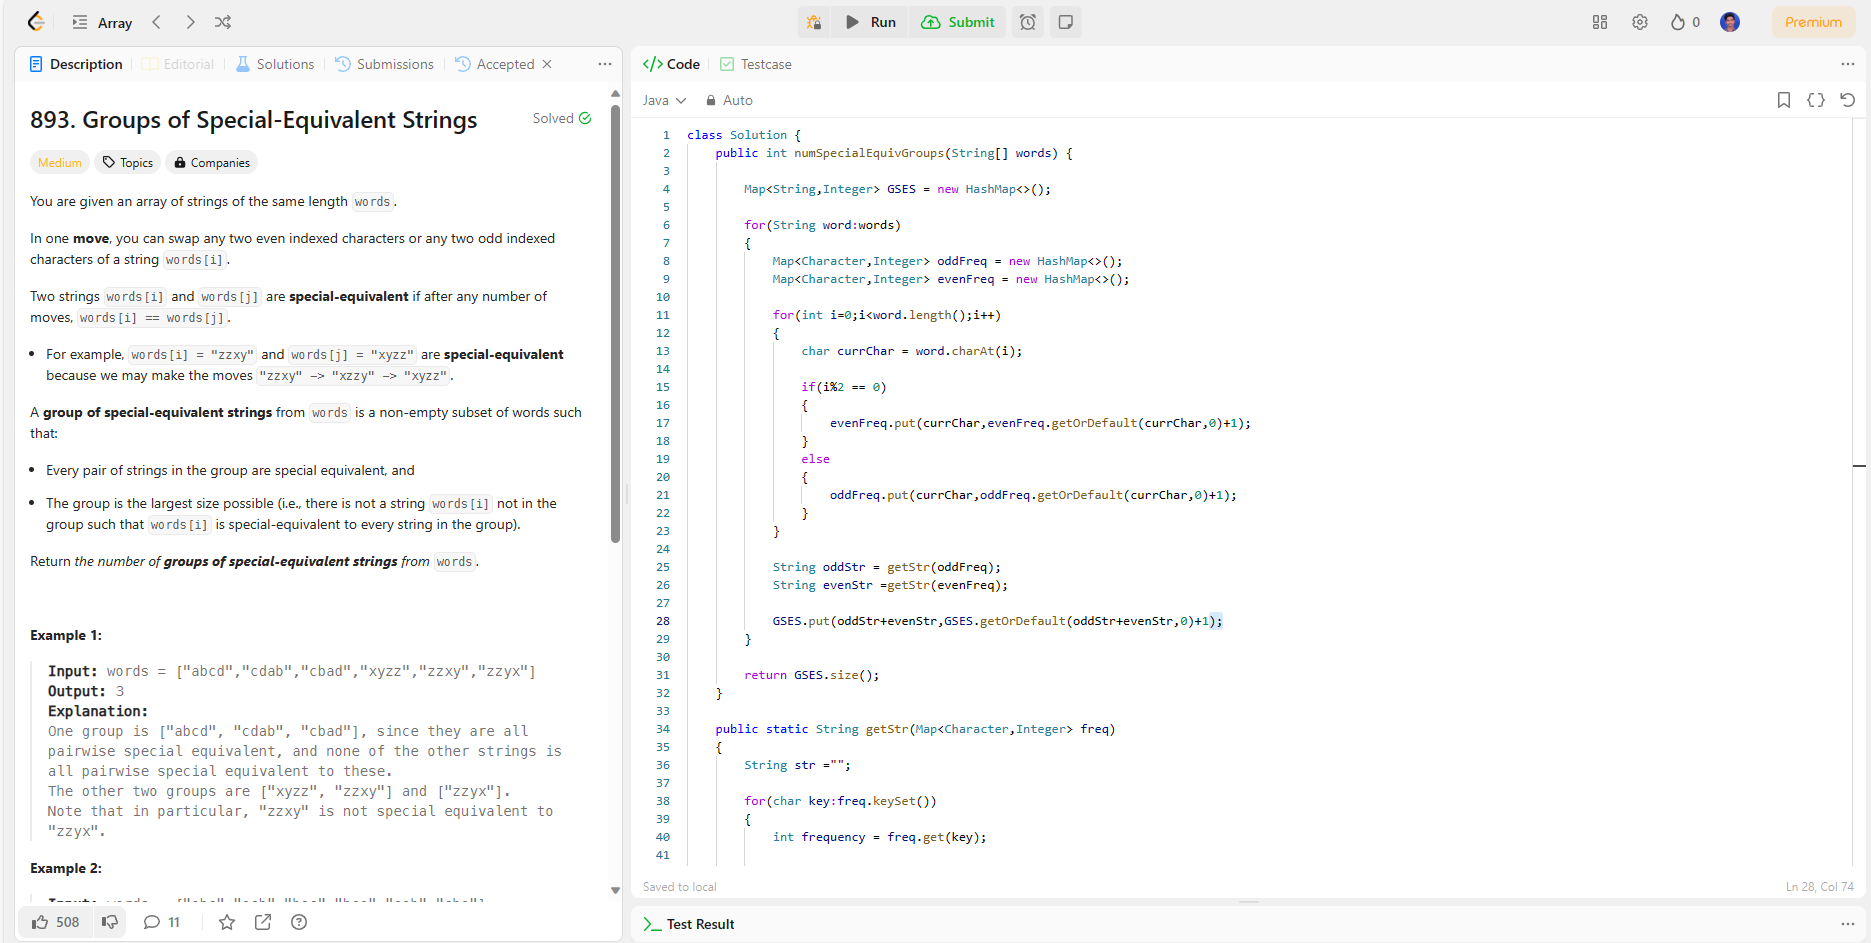 Array
Run
Submit
0
Premium
Description
Editorial
Solutions
Submissions
Accepted
893. Groups of Special-Equivalent Strings
Solved
Medium
Topics
Companies
You are given an array of strings of the same length words.
In one move, you can swap any two even indexed characters or any two odd indexed
characters of a string words[i].
Two strings words[i] and words[j] are special-equivalent if after any number of
moves, words[i] == words[j].
• For example, words[i] = "zzxy" and words[j] = "xyzz" are special-equivalent
because we may make the moves "zzxy" -> "xzzy" -> "xyzz".
A group of special-equivalent strings from words is a non-empty subset of words such
that:
• Every pair of strings in the group are special equivalent, and
• The group is the largest size possible (i.e., there is not a string words[i] not in the
group such that words[i] is special-equivalent to every string in the group).
Return the number of groups of special-equivalent strings from words.
Example 1:
Input: words = ["abcd","cdab","cbad","xyzz","zzxy","zzyx"]
Output: 3
Explanation:
One group is ["abcd", "cdab", "cbad"], since they are all
pairwise special equivalent, and none of the other strings is
all pairwise special equivalent to these.
The other two groups are ["xyzz", "zzxy"] and ["zzyx"].
Note that in particular, "zzxy" is not special equivalent to
"zzyx".
Example 2:
508
11
</> Code
Testcase
Java
Auto
1 class Solution {
2 public int numSpecialEquivGroups(String[] words) {
3
4 Map<String,Integer> GSES = new HashMap<>();
5
6 for(String word:words)
7 {
8 Map<Character,Integer> oddFreq = new HashMap<>();
9 Map<Character,Integer> evenFreq = new HashMap<>();
10
11 for(int i=0;i<word.length();i++)
12 {
13 char currChar = word.charAt(i);
14
15 if(i%2 == 0)
16 {
17 evenFreq.put(currChar,evenFreq.getOrDefault(currChar,0)+1);
18 }
19 else
20 {
21 oddFreq.put(currChar,oddFreq.getOrDefault(currChar,0)+1);
22 }
23 }
24
25 String oddStr = getStr(oddFreq);
26 String evenStr =getStr(evenFreq);
27
28 GSES.put(oddStr+evenStr,GSES.getOrDefault(oddStr+evenStr,0)+1);
29 }
30
31 return GSES.size();
32 }
33
34 public static String getStr(Map<Character,Integer> freq)
35 {
36 String str ="";
37
38 for(char key:freq.keySet())
39 {
40 int frequency = freq.get(key);
41
Saved to local
Ln 28, Col 74
Test Result